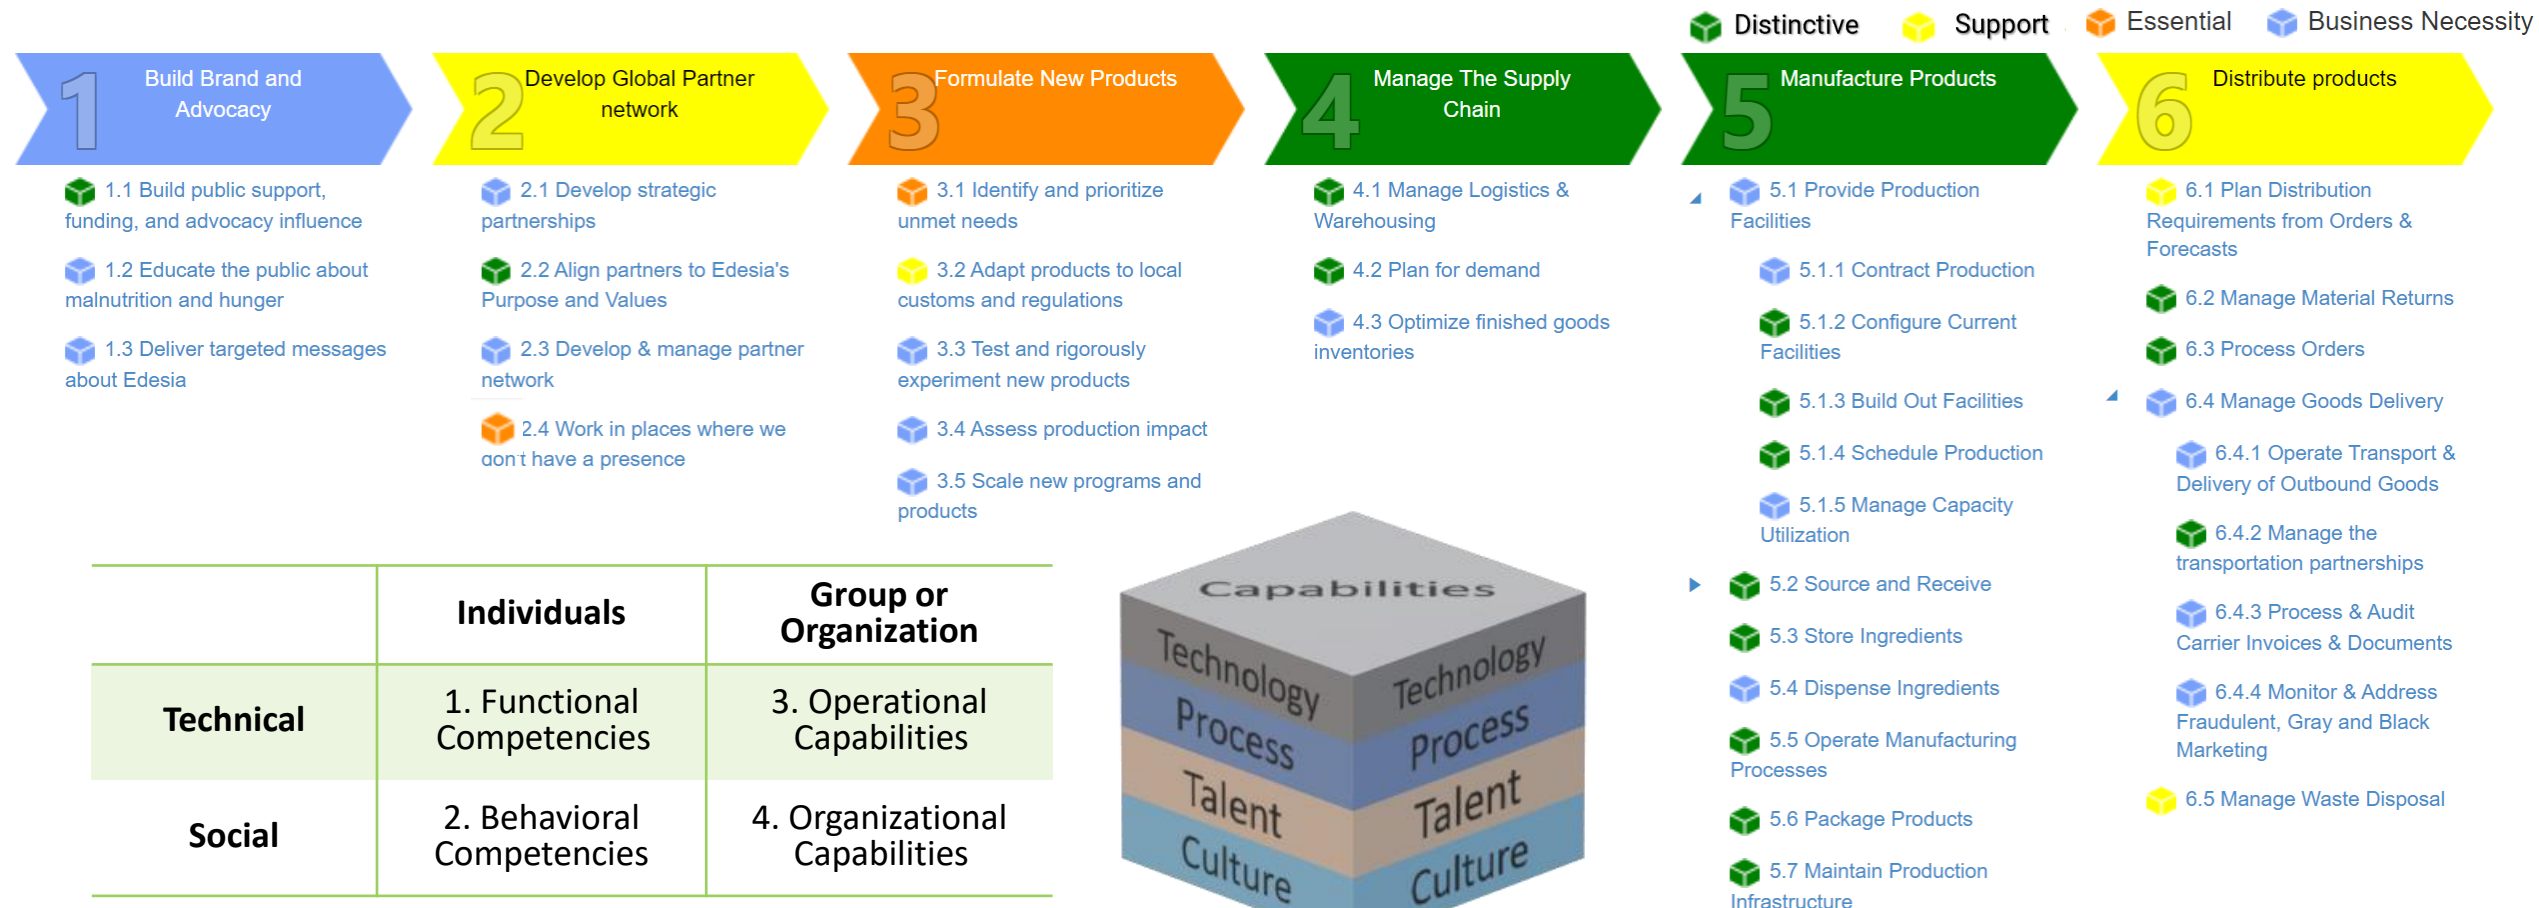 Distinctive Support Essential Business Necessity
1 Build Brand and
Advocacy
1.1 Build public support,
funding, and advocacy influence
1.2 Educate the public about
malnutrition and hunger
1.3 Deliver targeted messages
about Edesia
2 Develop Global Partner
network
2.1 Develop strategic
partnerships
2.2 Align partners to Edesia's
Purpose and Values
2.3 Develop & manage partner
network
2.4 Work in places where we
don't have a presence
3 Formulate New Products
3.1 Identify and prioritize
unmet needs
3.2 Adapt products to local
customs and regulations
3.3 Test and rigorously
experiment new products
3.4 Assess production impact
3.5 Scale new programs and
products
4 Manage The Supply
Chain
4.1 Manage Logistics &
Warehousing
4.2 Plan for demand
4.3 Optimize finished goods
inventories
5 Manufacture Products
5.1 Provide Production
Facilities
5.1.1 Contract Production
5.1.2 Configure Current
Facilities
5.1.3 Build Out Facilities
5.1.4 Schedule Production
5.1.5 Manage Capacity
Utilization
5.2 Source and Receive
5.3 Store Ingredients
5.4 Dispense Ingredients
5.5 Operate Manufacturing
Processes
5.6 Package Products
5.7 Maintain Production
Infrastructure
6 Distribute products
6.1 Plan Distribution
Requirements from Orders &
Forecasts
6.2 Manage Material Returns
6.3 Process Orders
6.4 Manage Goods Delivery
6.4.1 Operate Transport &
Delivery of Outbound Goods
6.4.2 Manage the
transportation partnerships
6.4.3 Process & Audit
Carrier Invoices & Documents
6.4.4 Monitor & Address
Fraudulent, Gray and Black
Marketing
6.5 Manage Waste Disposal
Individuals
Group or
Organization
Technical
1. Functional
Competencies
3. Operational
Capabilities
Social
2. Behavioral
Competencies
4. Organizational
Capabilities
Capabilities
Technology
Process
Talent
Culture
Technology
Process
Talent
Culture